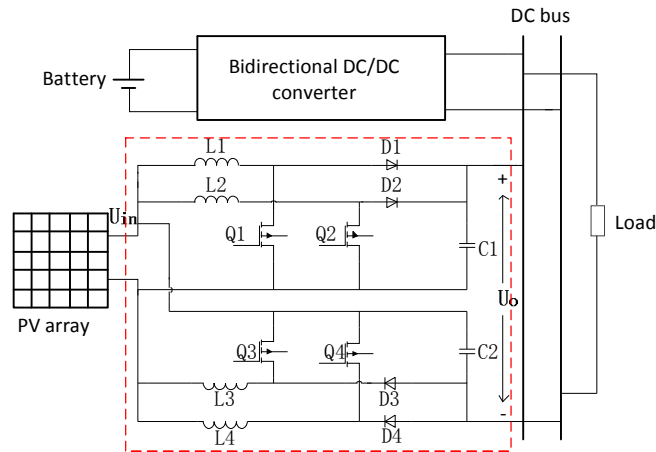 DC bus
Battery
Bidirectional DC/DC
converter
L1
D1
L2
D2
+
Uin
Q1
Q2
C1
Load
Uo
PV array
Q3
Q4
C2
L3
D3
L4
D4
-